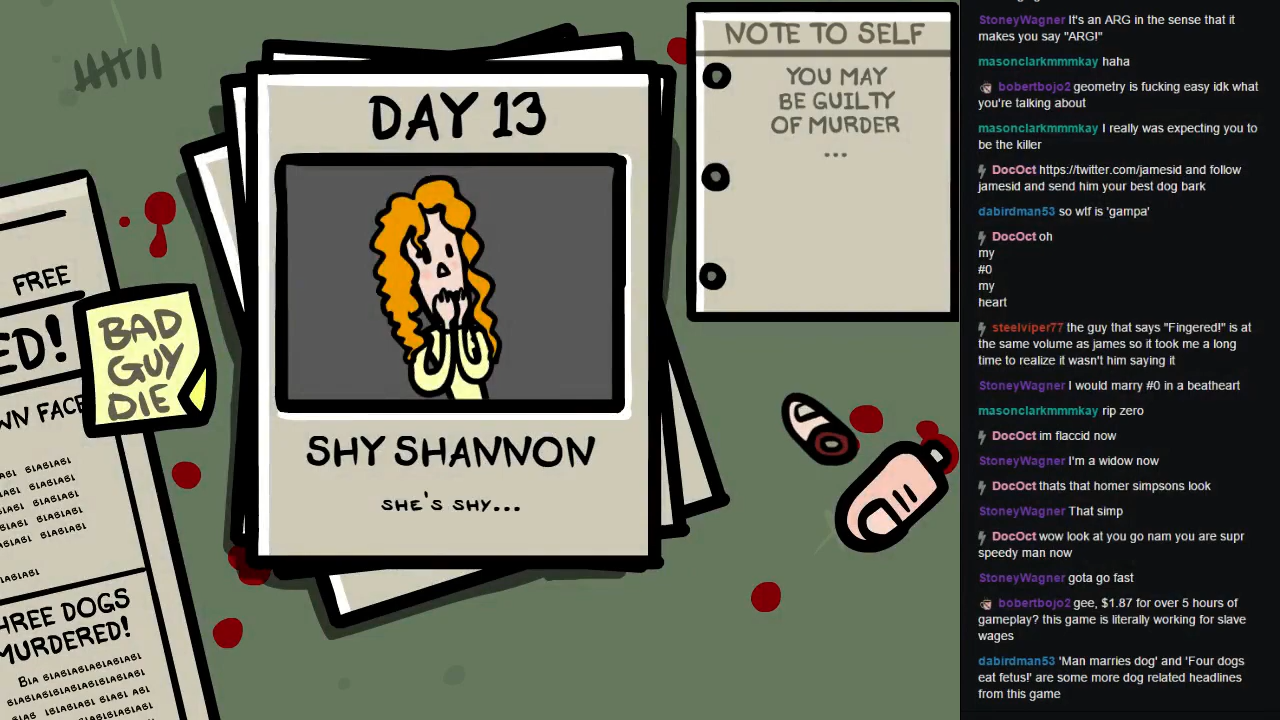 FREE
ED!
WN FACE
BAD
GUY
DIE
HREE DOGS
MURDERED!
DAY 13
SHY SHANNON
SHE'S SHY...
NOTE TO SELF
YOU MAY
BE GUILTY
OF MURDER
...
StoneyWagner It's an ARG in the sense that it
makes you say "ARG!"
masonclarkmmmkay haha
bobertbojo2 geometry is fucking easy idk what
you're talking about
masonclarkmmmkay I really was expecting you to
be the killer
DocOct https://twitter.com/jamesid and follow
jamesid and send him your best dog bark
dabirdman53 so wtf is 'gampa'
DocOct oh
my
#0
my
heart
steelviper77 the guy that says "Fingered!" is at
the same volume as james so it took me a long
time to realize it wasn't him saying it
StoneyWagner I would marry #0 in a beatheart
masonclarkmmmkay rip zero
DocOct im flaccid now
StoneyWagner I'm a widow now
DocOct thats that homer simpsons look
StoneyWagner That simp
DocOct wow look at you go nam you are supr
speedy man now
StoneyWagner gota go fast
bobertbojo2 gee, $1.87 for over 5 hours of
gameplay? this game is literally working for slave
wages
dabirdman53 'Man marries dog' and 'Four dogs
eat fetus!' are some more dog related headlines
from this game